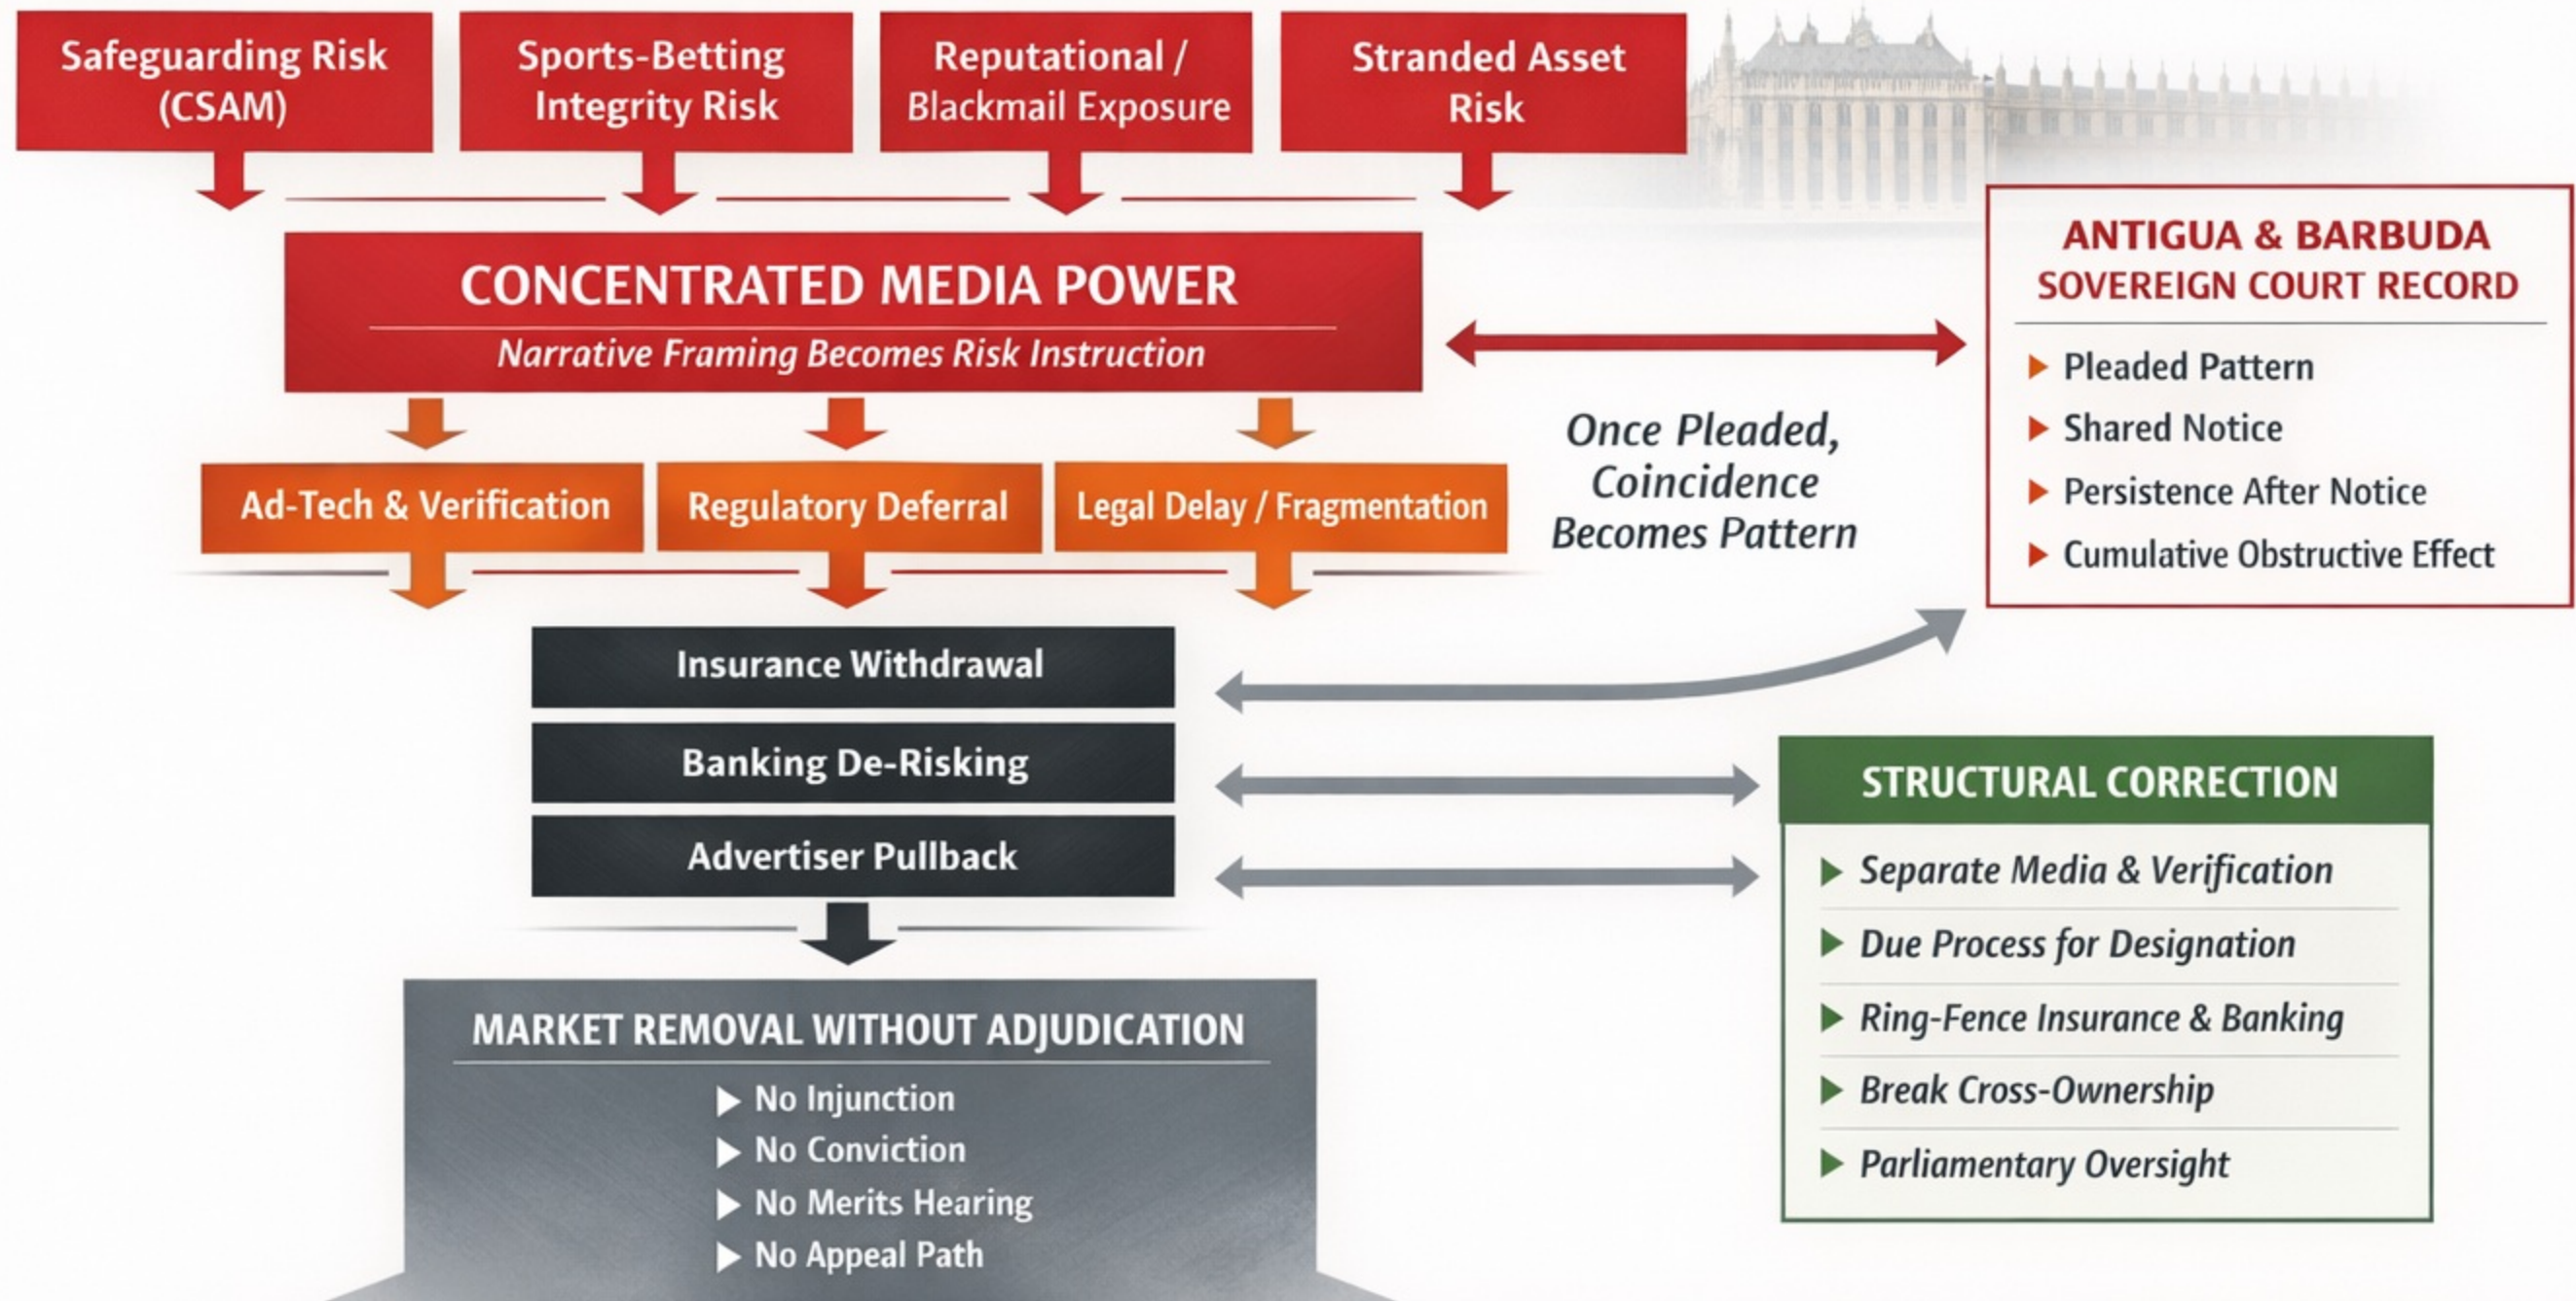 Safeguarding Risk
(CSAM)
Sports-Betting
Integrity Risk
Reputational /
Blackmail Exposure
Stranded Asset
Risk
CONCENTRATED MEDIA POWER
Narrative Framing Becomes Risk Instruction
Ad-Tech & Verification
Regulatory Deferral
Legal Delay / Fragmentation
Once Pleaded,
Coincidence
Becomes Pattern
ANTIGUA & BARBUDA
SOVEREIGN COURT RECORD
Pleaded Pattern
Shared Notice
Persistence After Notice
Cumulative Obstructive Effect
Insurance Withdrawal
Banking De-Risking
Advertiser Pullback
STRUCTURAL CORRECTION
Separate Media & Verification
Due Process for Designation
Ring-Fence Insurance & Banking
Break Cross-Ownership
Parliamentary Oversight
MARKET REMOVAL WITHOUT ADJUDICATION
No Injunction
No Conviction
No Merits Hearing
No Appeal Path